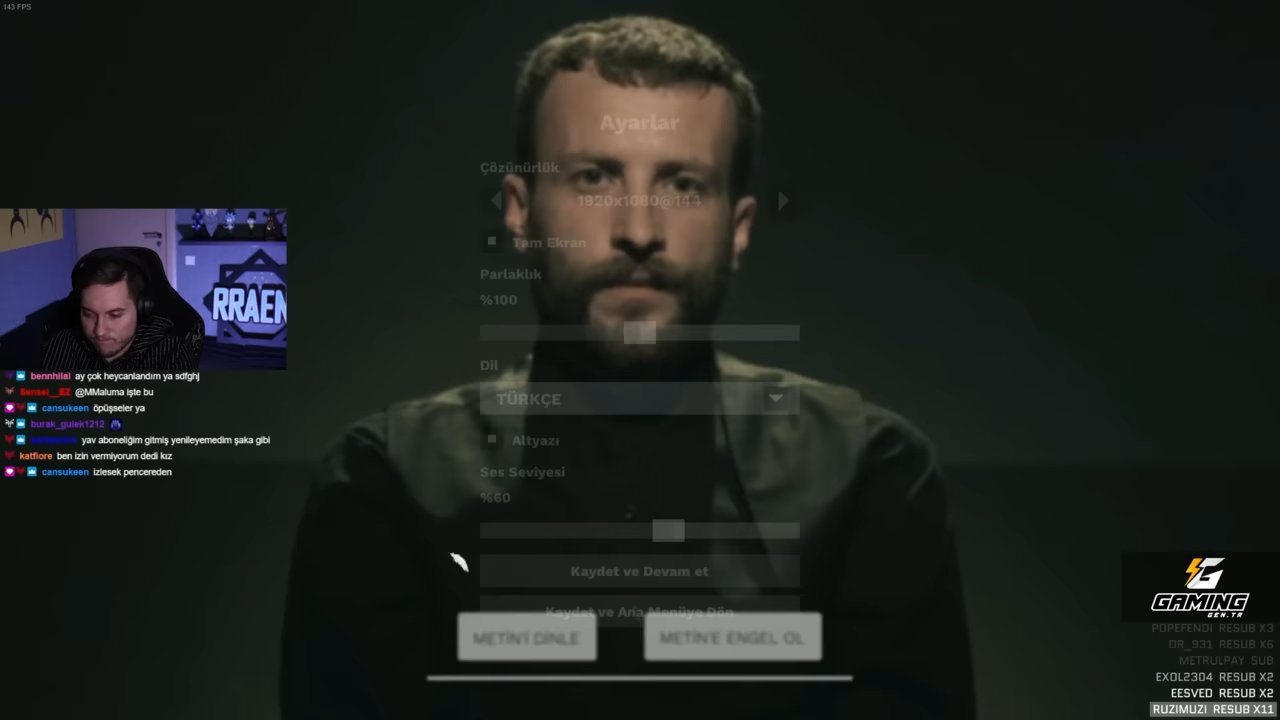 143 FPS
Ayarlar
Çözünürlük
1920x1080@144
Tam Ekran
Parlaklık
%100
Dil
TÜRKÇE
Altyazı
Ses Seviyesi
%60
Kaydet ve Devam et
Kaydet ve Ana Menüye Dön
METİN'İ DİNLE
METİN'E ENGEL OL
RRAEN
bennhilal ay çok heycanlandım ya sdfghj
Sensei__EZ @MMaluma işte bu
cansukeen öpüşseler ya
burak_gulek1212
yav aboneliğim gitmiş yenileyemedim şaka gibi
katfiore ben izin vermiyorum dedi kız
cansukeen izlesek pencereden
GAMING
GEN.TR
POPEFENDI RESUB X3
DR_931 RESUB X6
METRULPAY SUB
EXOL2304 RESUB X2
EESVED RESUB X2
RUZIMUZI RESUB X11